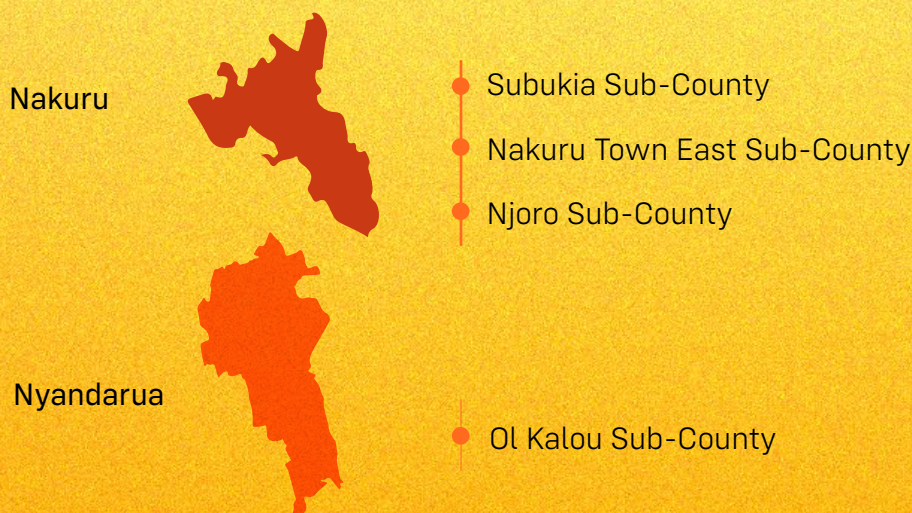 Nakuru
Subukia Sub-County
Nakuru Town East Sub-County
Njoro Sub-County
Nyandarua
Ol Kalou Sub-County